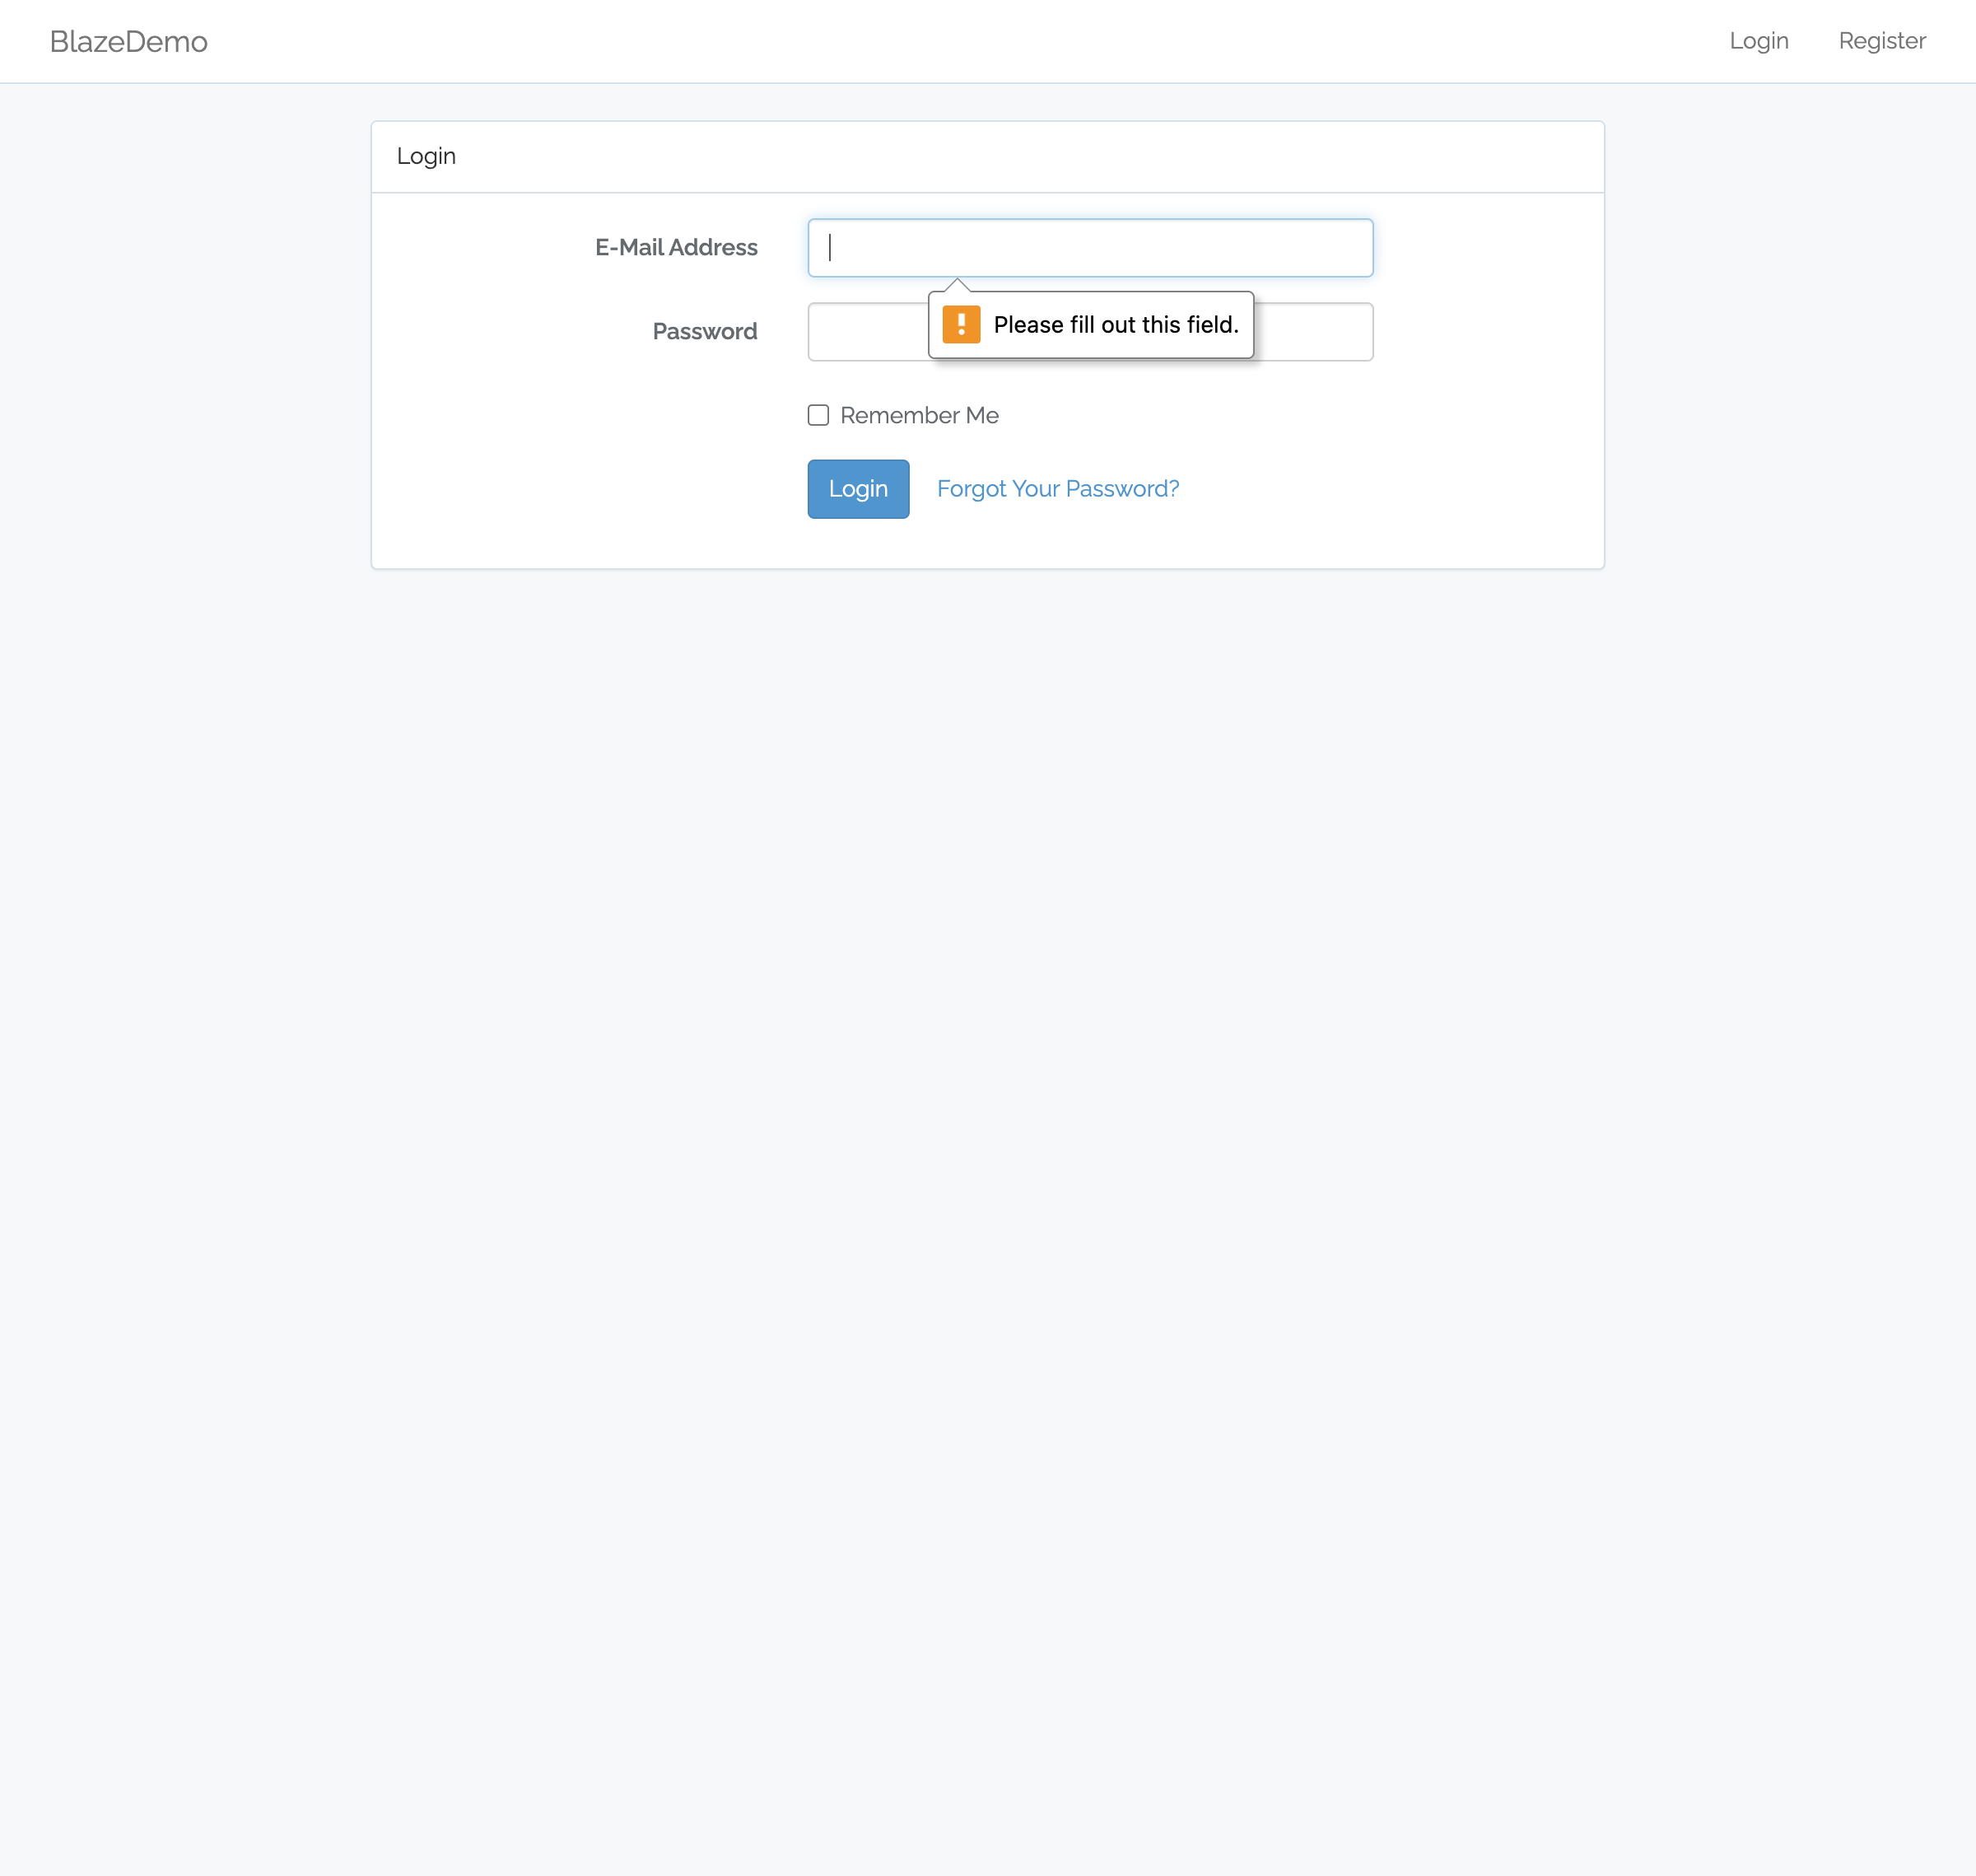 BlazeDemo Login Register
Login
E-Mail Address
Please fill out this field.
Password
Remember Me
Login Forgot Your Password?